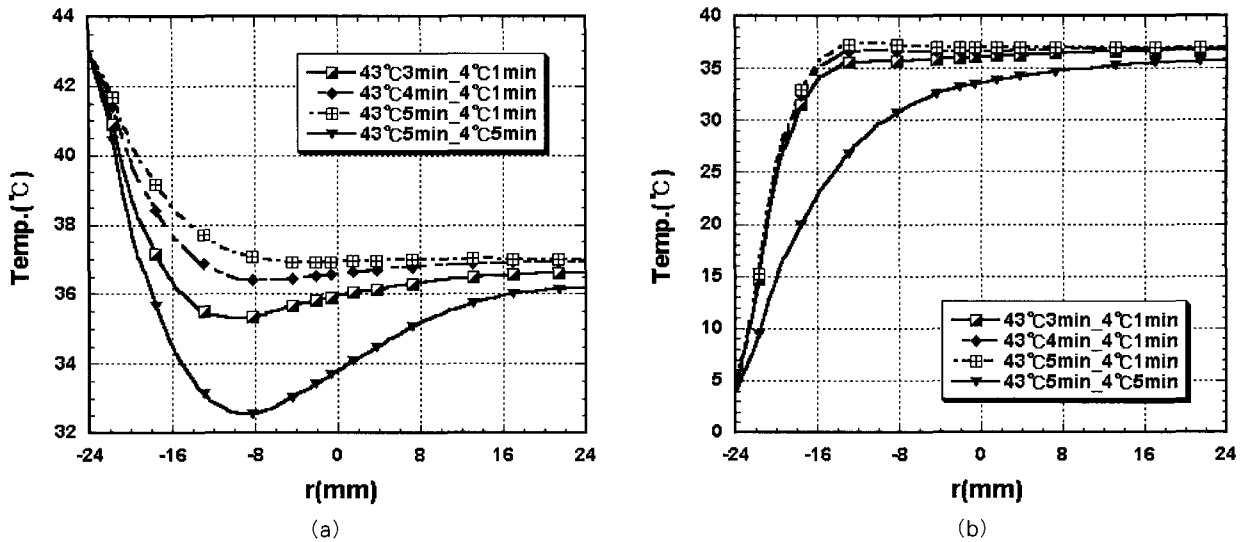 44
42
40
38
36
34
32
Temp.(℃)
43℃3min_4℃1min
43℃4min_4℃1min
43℃5min_4℃1min
43℃5min_4℃5min
-24 -16 -8 0 8 16 24
r(mm)
(a)
40
35
30
25
20
15
10
5
0
Temp.(℃)
43℃3min_4℃1min
43℃4min_4℃1min
43℃5min_4℃1min
43℃5min_4℃5min
-24 -16 -8 0 8 16 24
r(mm)
(b)